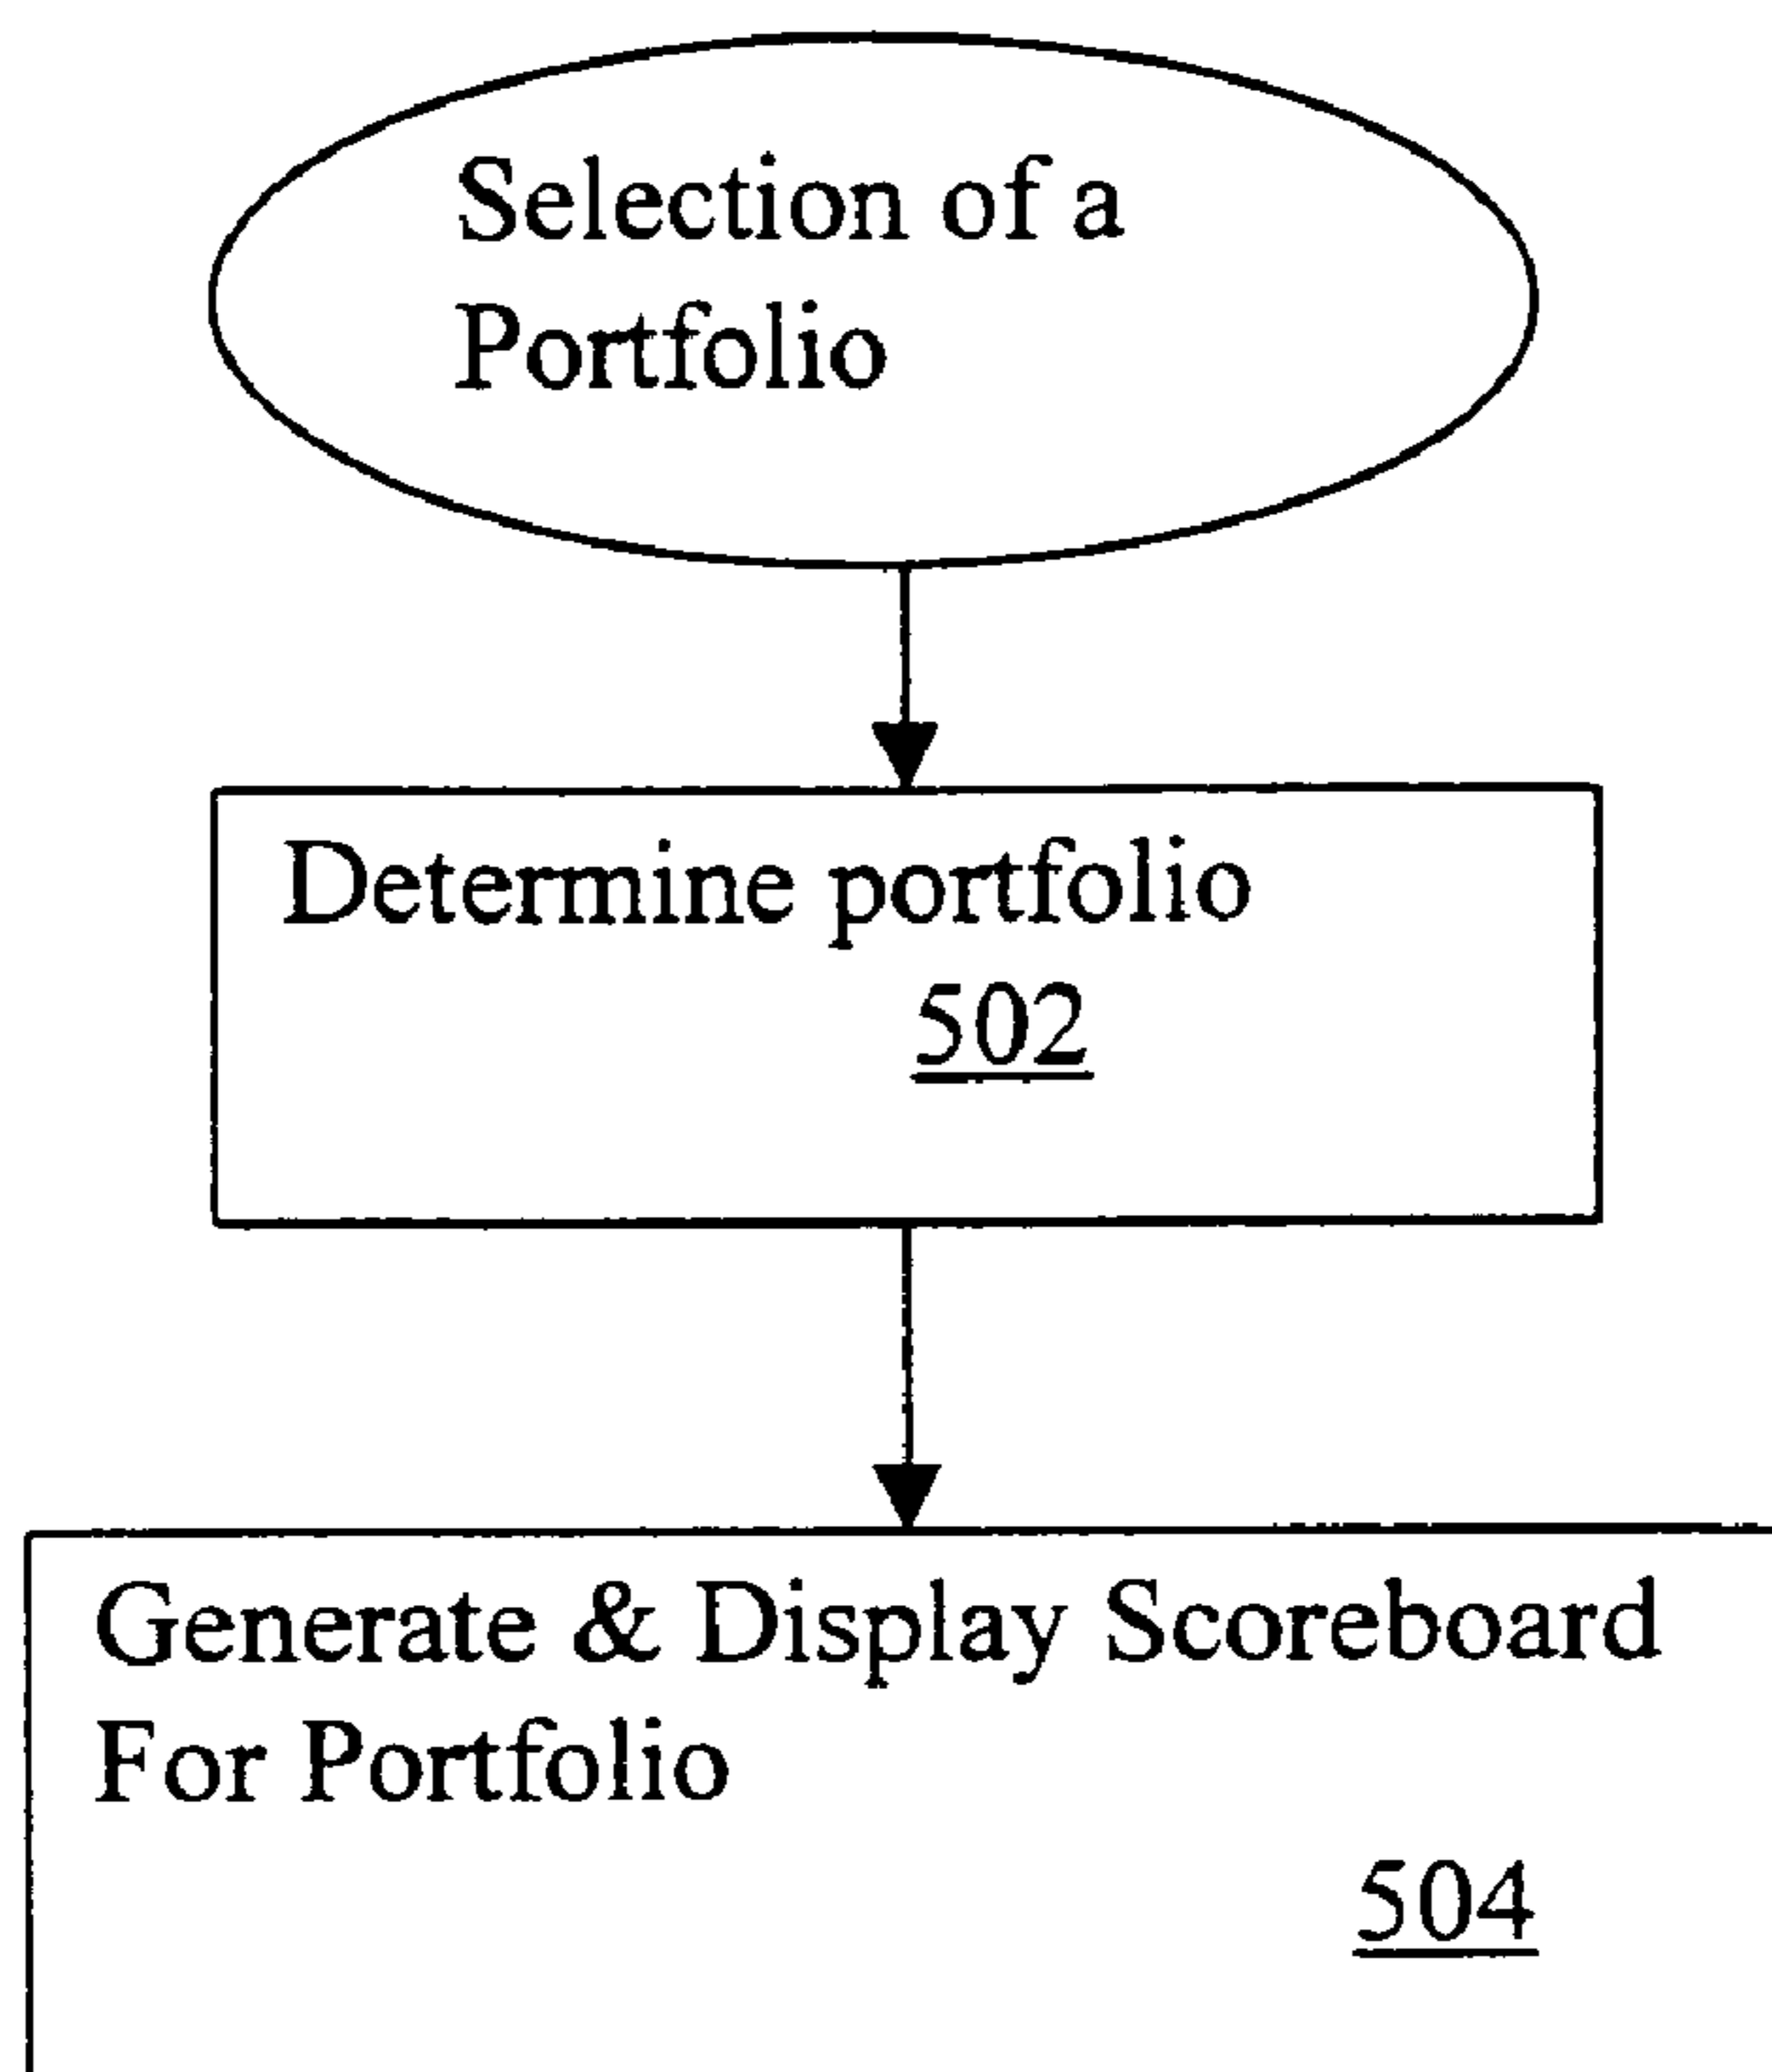 Selection of a
Portfolio
Determine portfolio
502
Generate & Display Scoreboard
For Portfolio
504